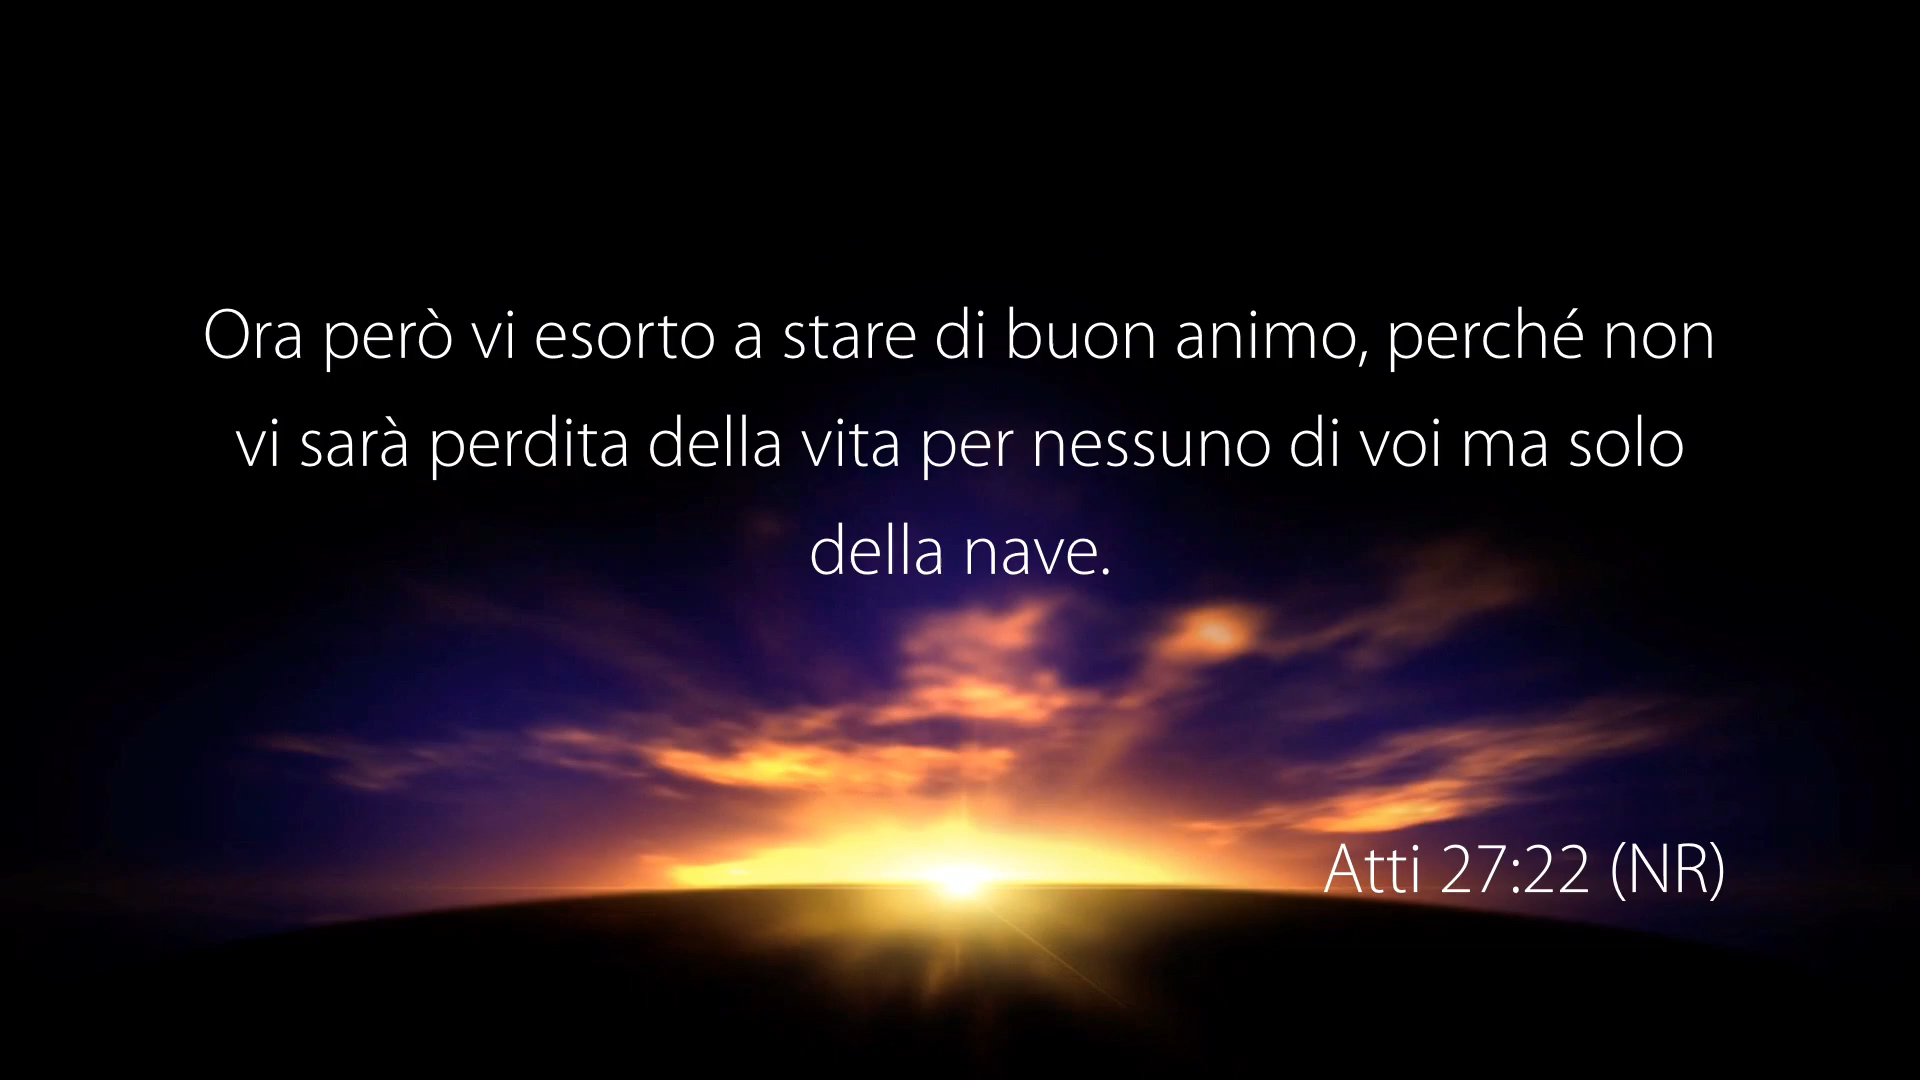 Ora però vi esorto a stare di buon animo, perché non
vi sarà perdita della vita per nessuno di voi ma solo
della nave.
Atti 27:22 (NR)